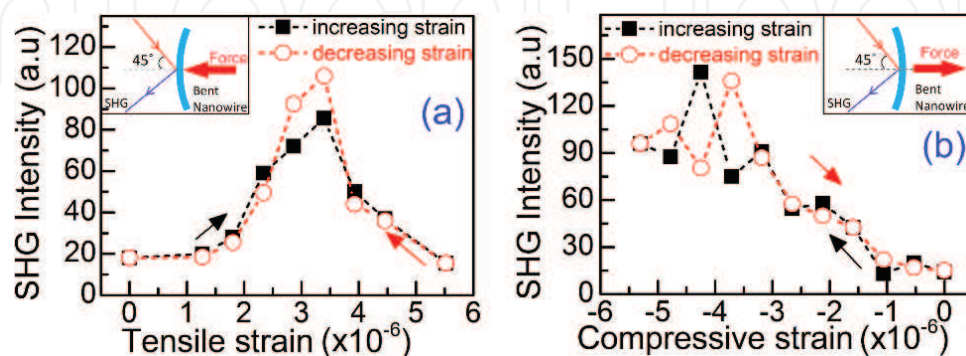 increasing strain
decreasing strain
45°
Force
SHG
Bent
Nanowire
(a)
SHG Intensity (a.u)
120
100
80
60
40
20
0
0 1 2 3 4 5 6
Tensile strain (x10⁻⁶)
increasing strain
decreasing strain
45°
Force
SHG
Bent
Nanowire
(b)
SHG Intensity (a.u)
150
120
90
60
30
0
-6 -5 -4 -3 -2 -1 0
Compressive strain (x10⁻⁶)